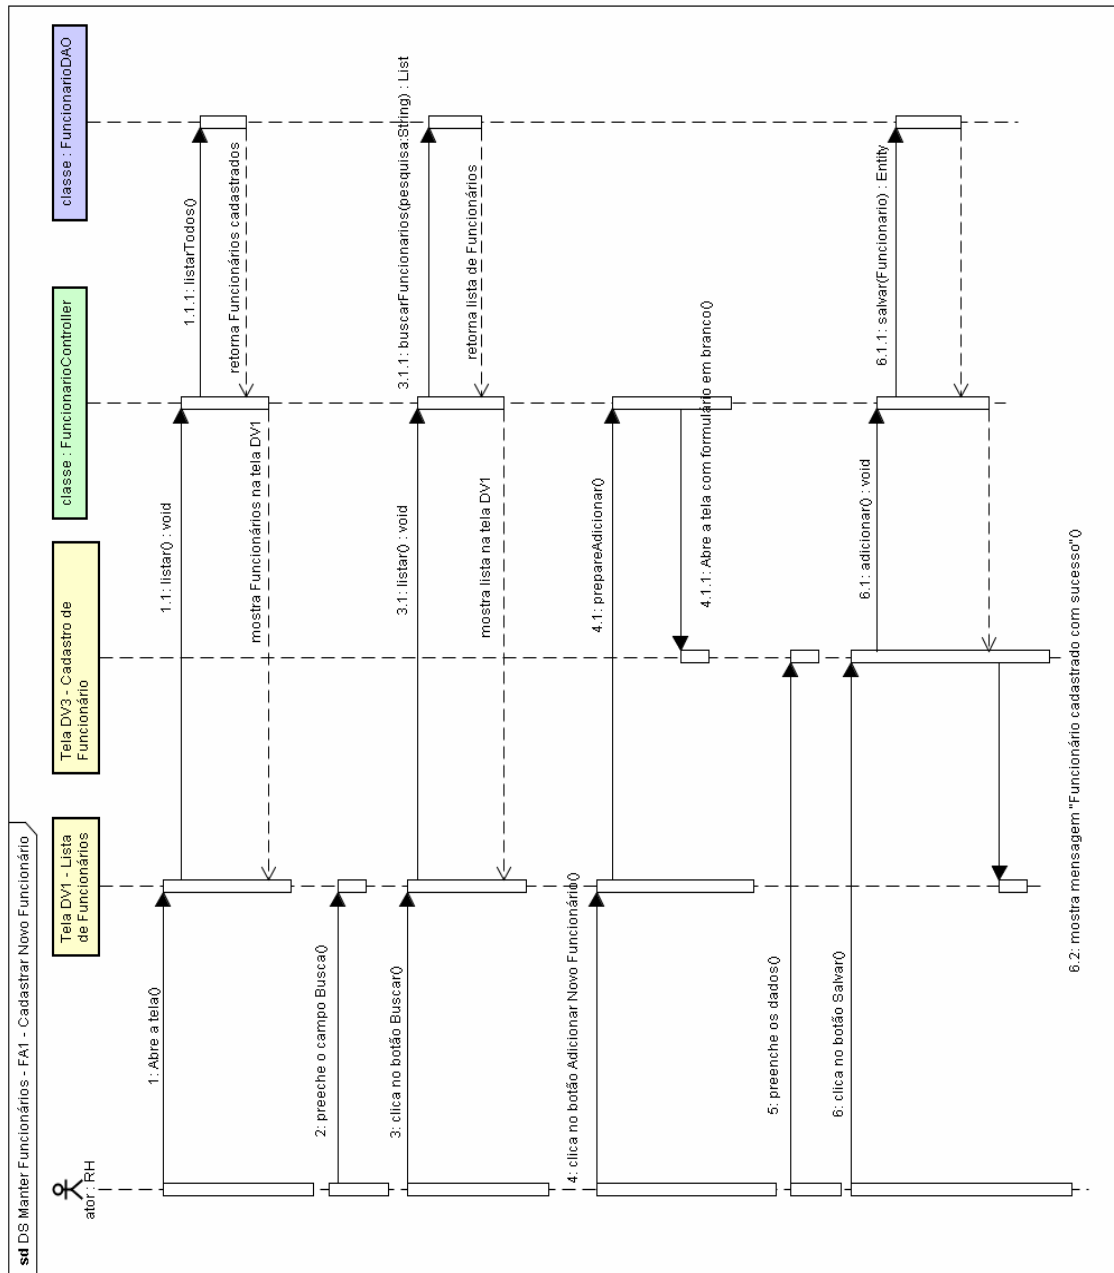 sd DS Manter Funcionários - FA1 - Cadastrar Novo Funcionário
ator : RH
Tela DV1 - Lista
de Funcionários
Tela DV3 - Cadastro de
Funcionário
classe : FuncionarioController
classe : FuncionarioDAO
1: Abre a tela()
1.1: listar() : void
1.1.1: listarTodos()
retorna Funcionários cadastrados
mostra Funcionários na tela DV1
2: preeche o campo Busca()
3: clica no botão Buscar()
3.1: listar() : void
3.1.1: buscarFuncionarios(pesquisa:String) : List
retorna lista de Funcionários
mostra lista na tela DV1
4: clica no botão Adicionar Novo Funcionário()
4.1: prepareAdicionar()
4.1.1: Abre a tela com formulário em branco()
5: preenche os dados()
6: clica no botão Salvar()
6.1: adicionar() : void
6.1.1: salvar(Funcionario) : Entity
6.2: mostra mensagem "Funcionário cadastrado com sucesso"()